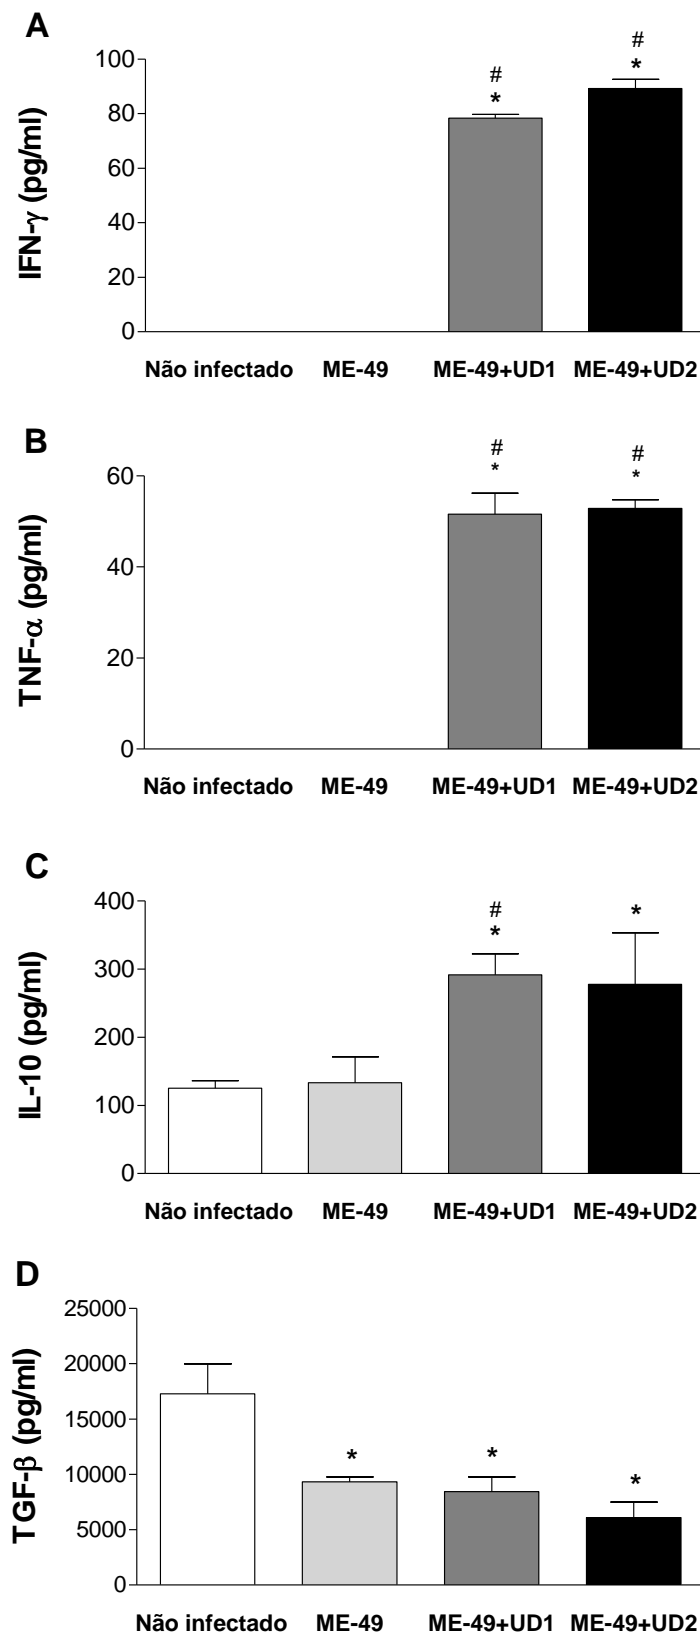 A
IFN-γ (pg/ml)
100
80
60
40
20
0
#
*
#
*
Não infectado ME-49 ME-49+UD1 ME-49+UD2
B
TNF-α (pg/ml)
60
40
20
0
#
*
#
*
Não infectado ME-49 ME-49+UD1 ME-49+UD2
C
IL-10 (pg/ml)
400
300
200
100
0
#
*
*
Não infectado ME-49 ME-49+UD1 ME-49+UD2
D
TGF-β (pg/ml)
25000
20000
15000
10000
5000
0
*
*
*
Não infectado ME-49 ME-49+UD1 ME-49+UD2